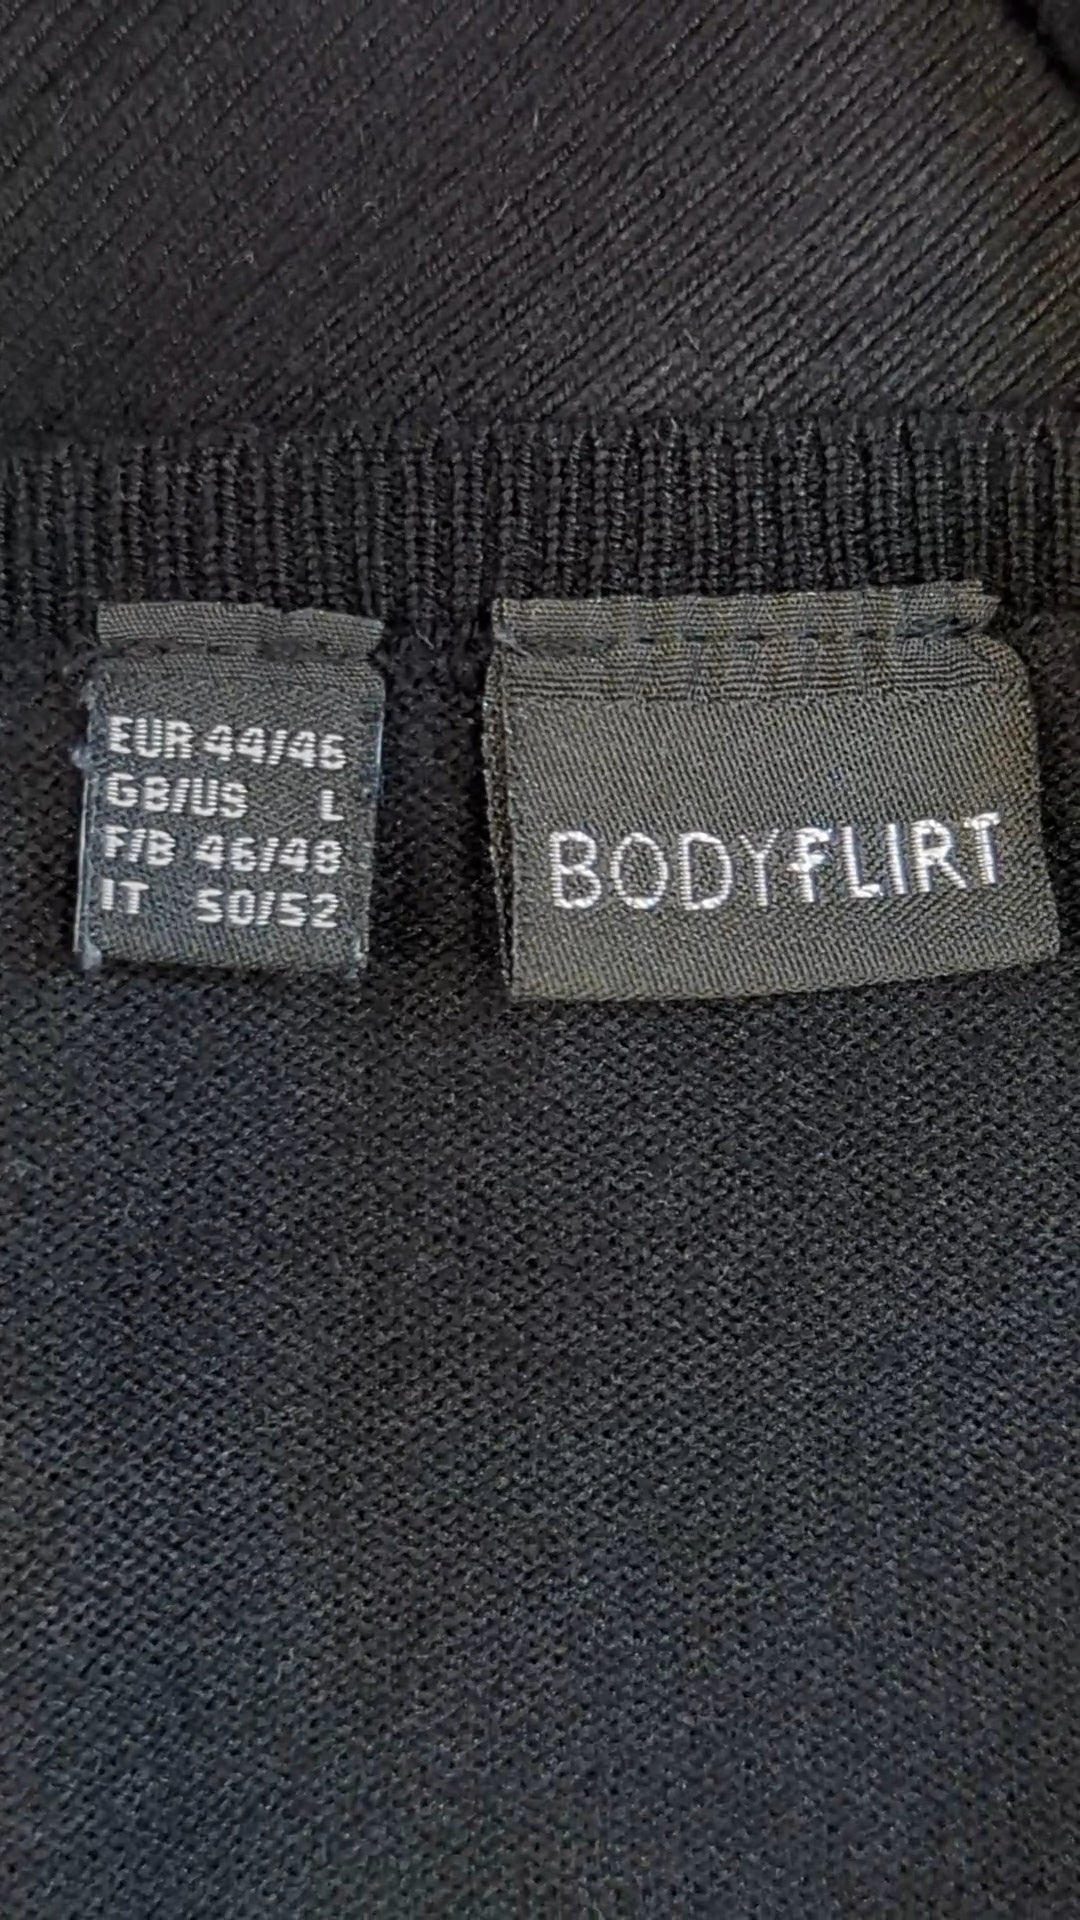 EUR 44/46
GB/US L
F/B 46/48
IT 50/52
BODYFLIRT